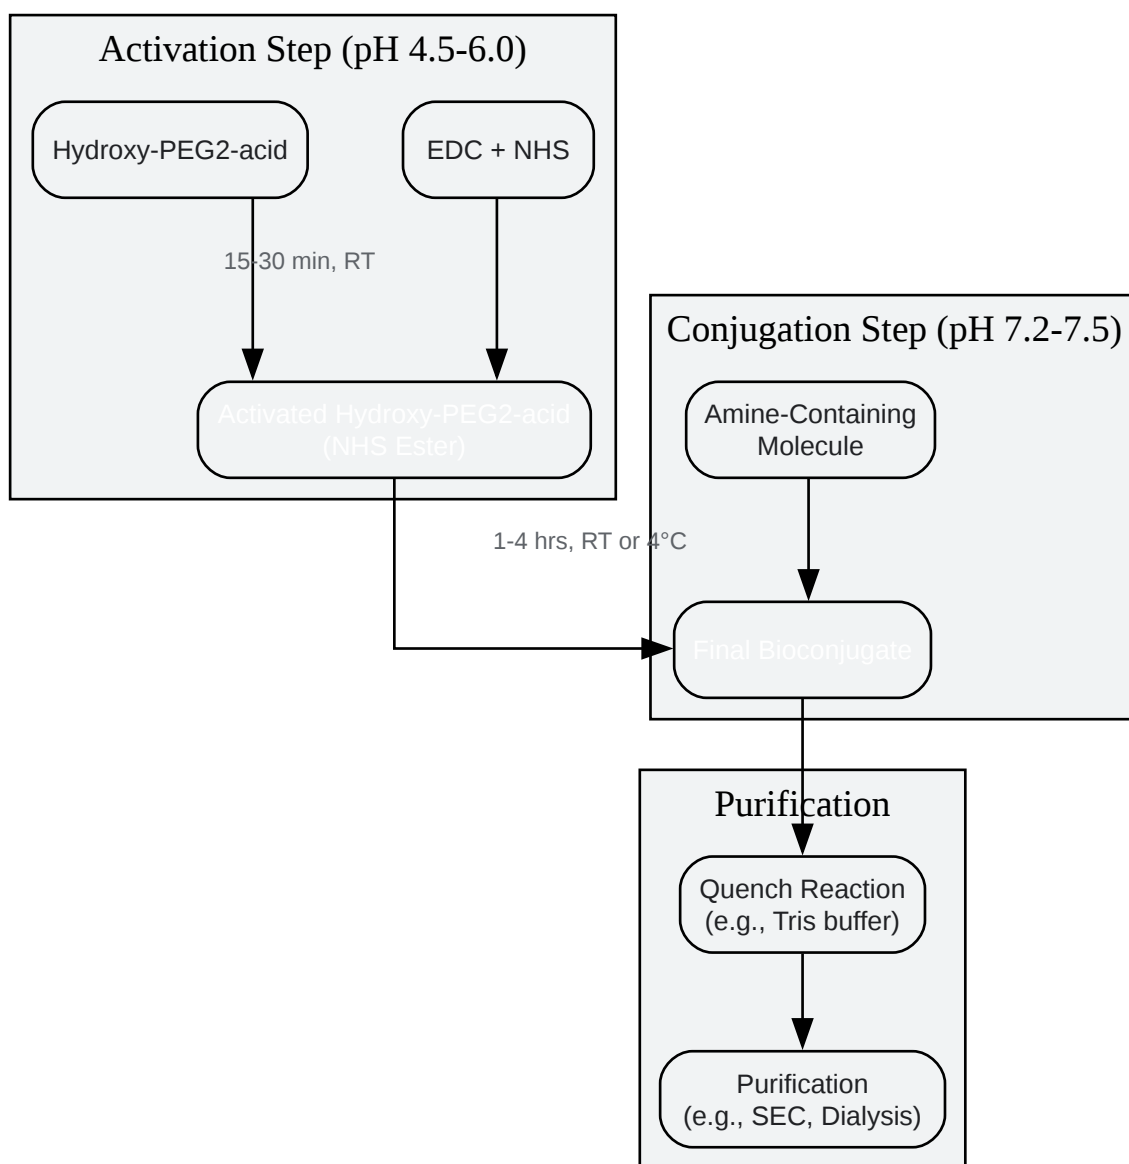 Activation Step (pH 4.5-6.0)
Hydroxy-PEG2-acid
EDC + NHS
15-30 min, RT
Activated Hydroxy-PEG2-acid
(NHS Ester)
Conjugation Step (pH 7.2-7.5)
Amine-Containing
Molecule
1-4 hrs, RT or 4°C
Final Bioconjugate
Purification
Quench Reaction
(e.g., Tris buffer)
Purification
(e.g., SEC, Dialysis)